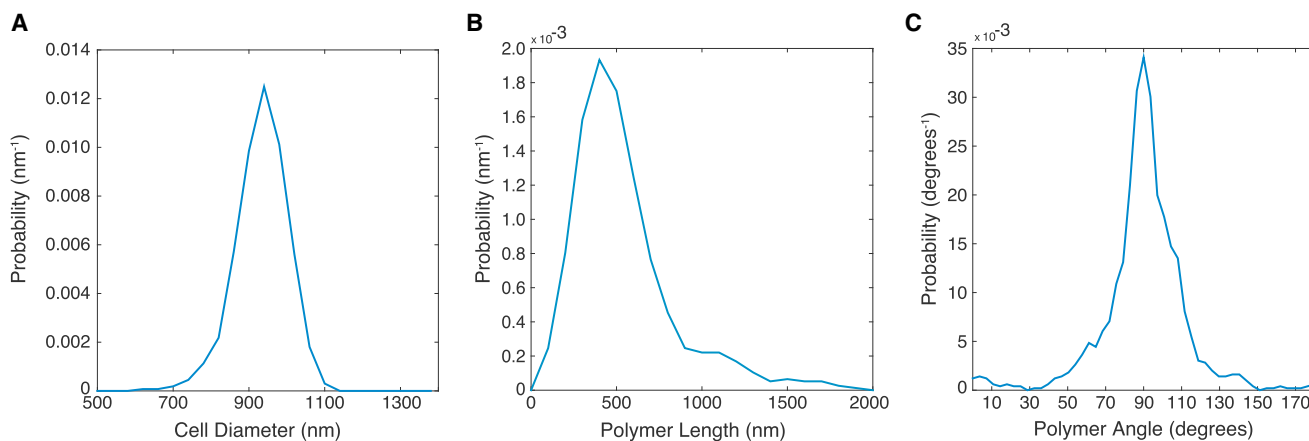 A
Probability (nm-1)
0.014
0.012
0.010
0.008
0.006
0.004
0.002
0
500 700 900 1100 1300
Cell Diameter (nm)
B
Probability (nm-1)
× 10-3
2.0
1.8
1.6
1.4
1.2
1.0
0.8
0.6
0.4
0.2
0
0 500 1000 1500 2000
Polymer Length (nm)
C
Probability (degrees-1)
× 10-3
35
30
25
20
15
10
5
0
10 30 50 70 90 110 130 150 170
Polymer Angle (degrees)